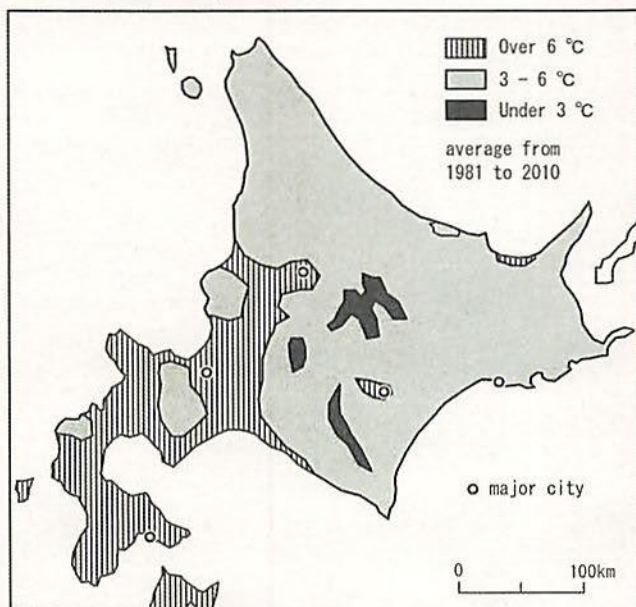 Over 6 ℃
3 - 6 ℃
Under 3 ℃
average from
1981 to 2010
major city
0 100km